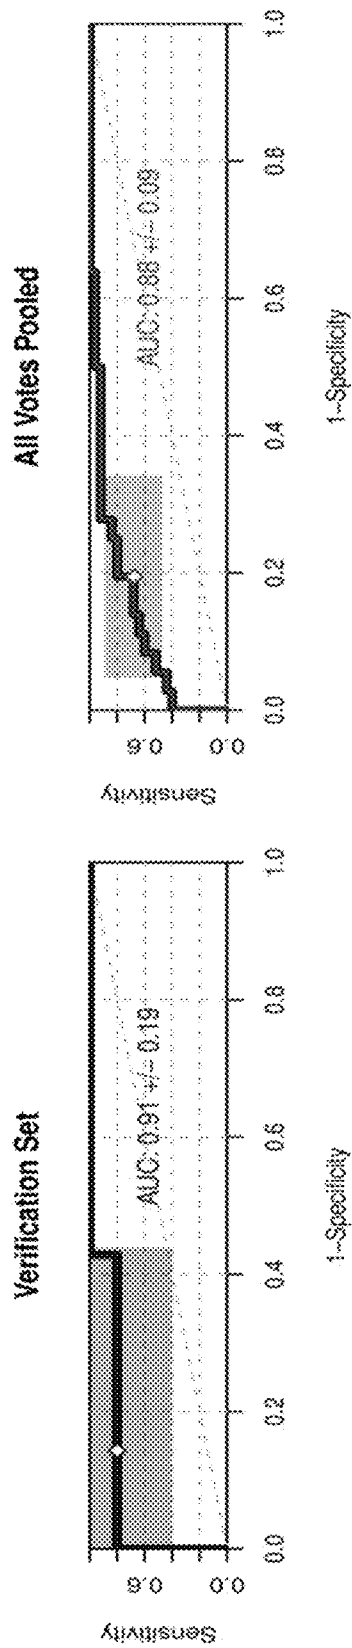 Verification Set
Sensitivity
0.6
0.0
AUC: 0.91 +/- 0.19
0.0
0.2
0.4
0.6
0.8
1.0
1-Specificity
All Votes Pooled
Sensitivity
0.6
0.0
AUC: 0.88 +/- 0.09
0.0
0.2
0.4
0.6
0.8
1.0
1-Specificity